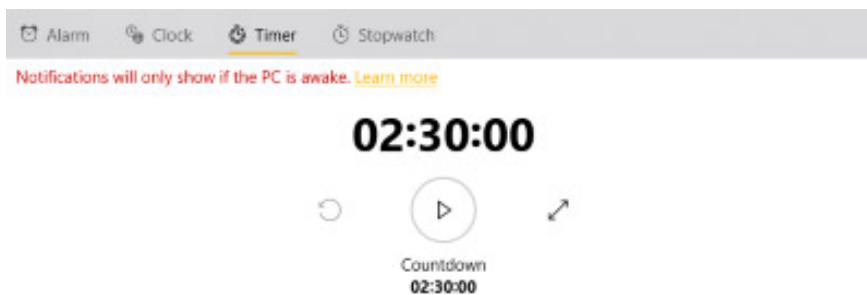 Alarm Clock Timer Stopwatch
Notifications will only show if the PC is awake. Learn more
02:30:00
Countdown
02:30:00